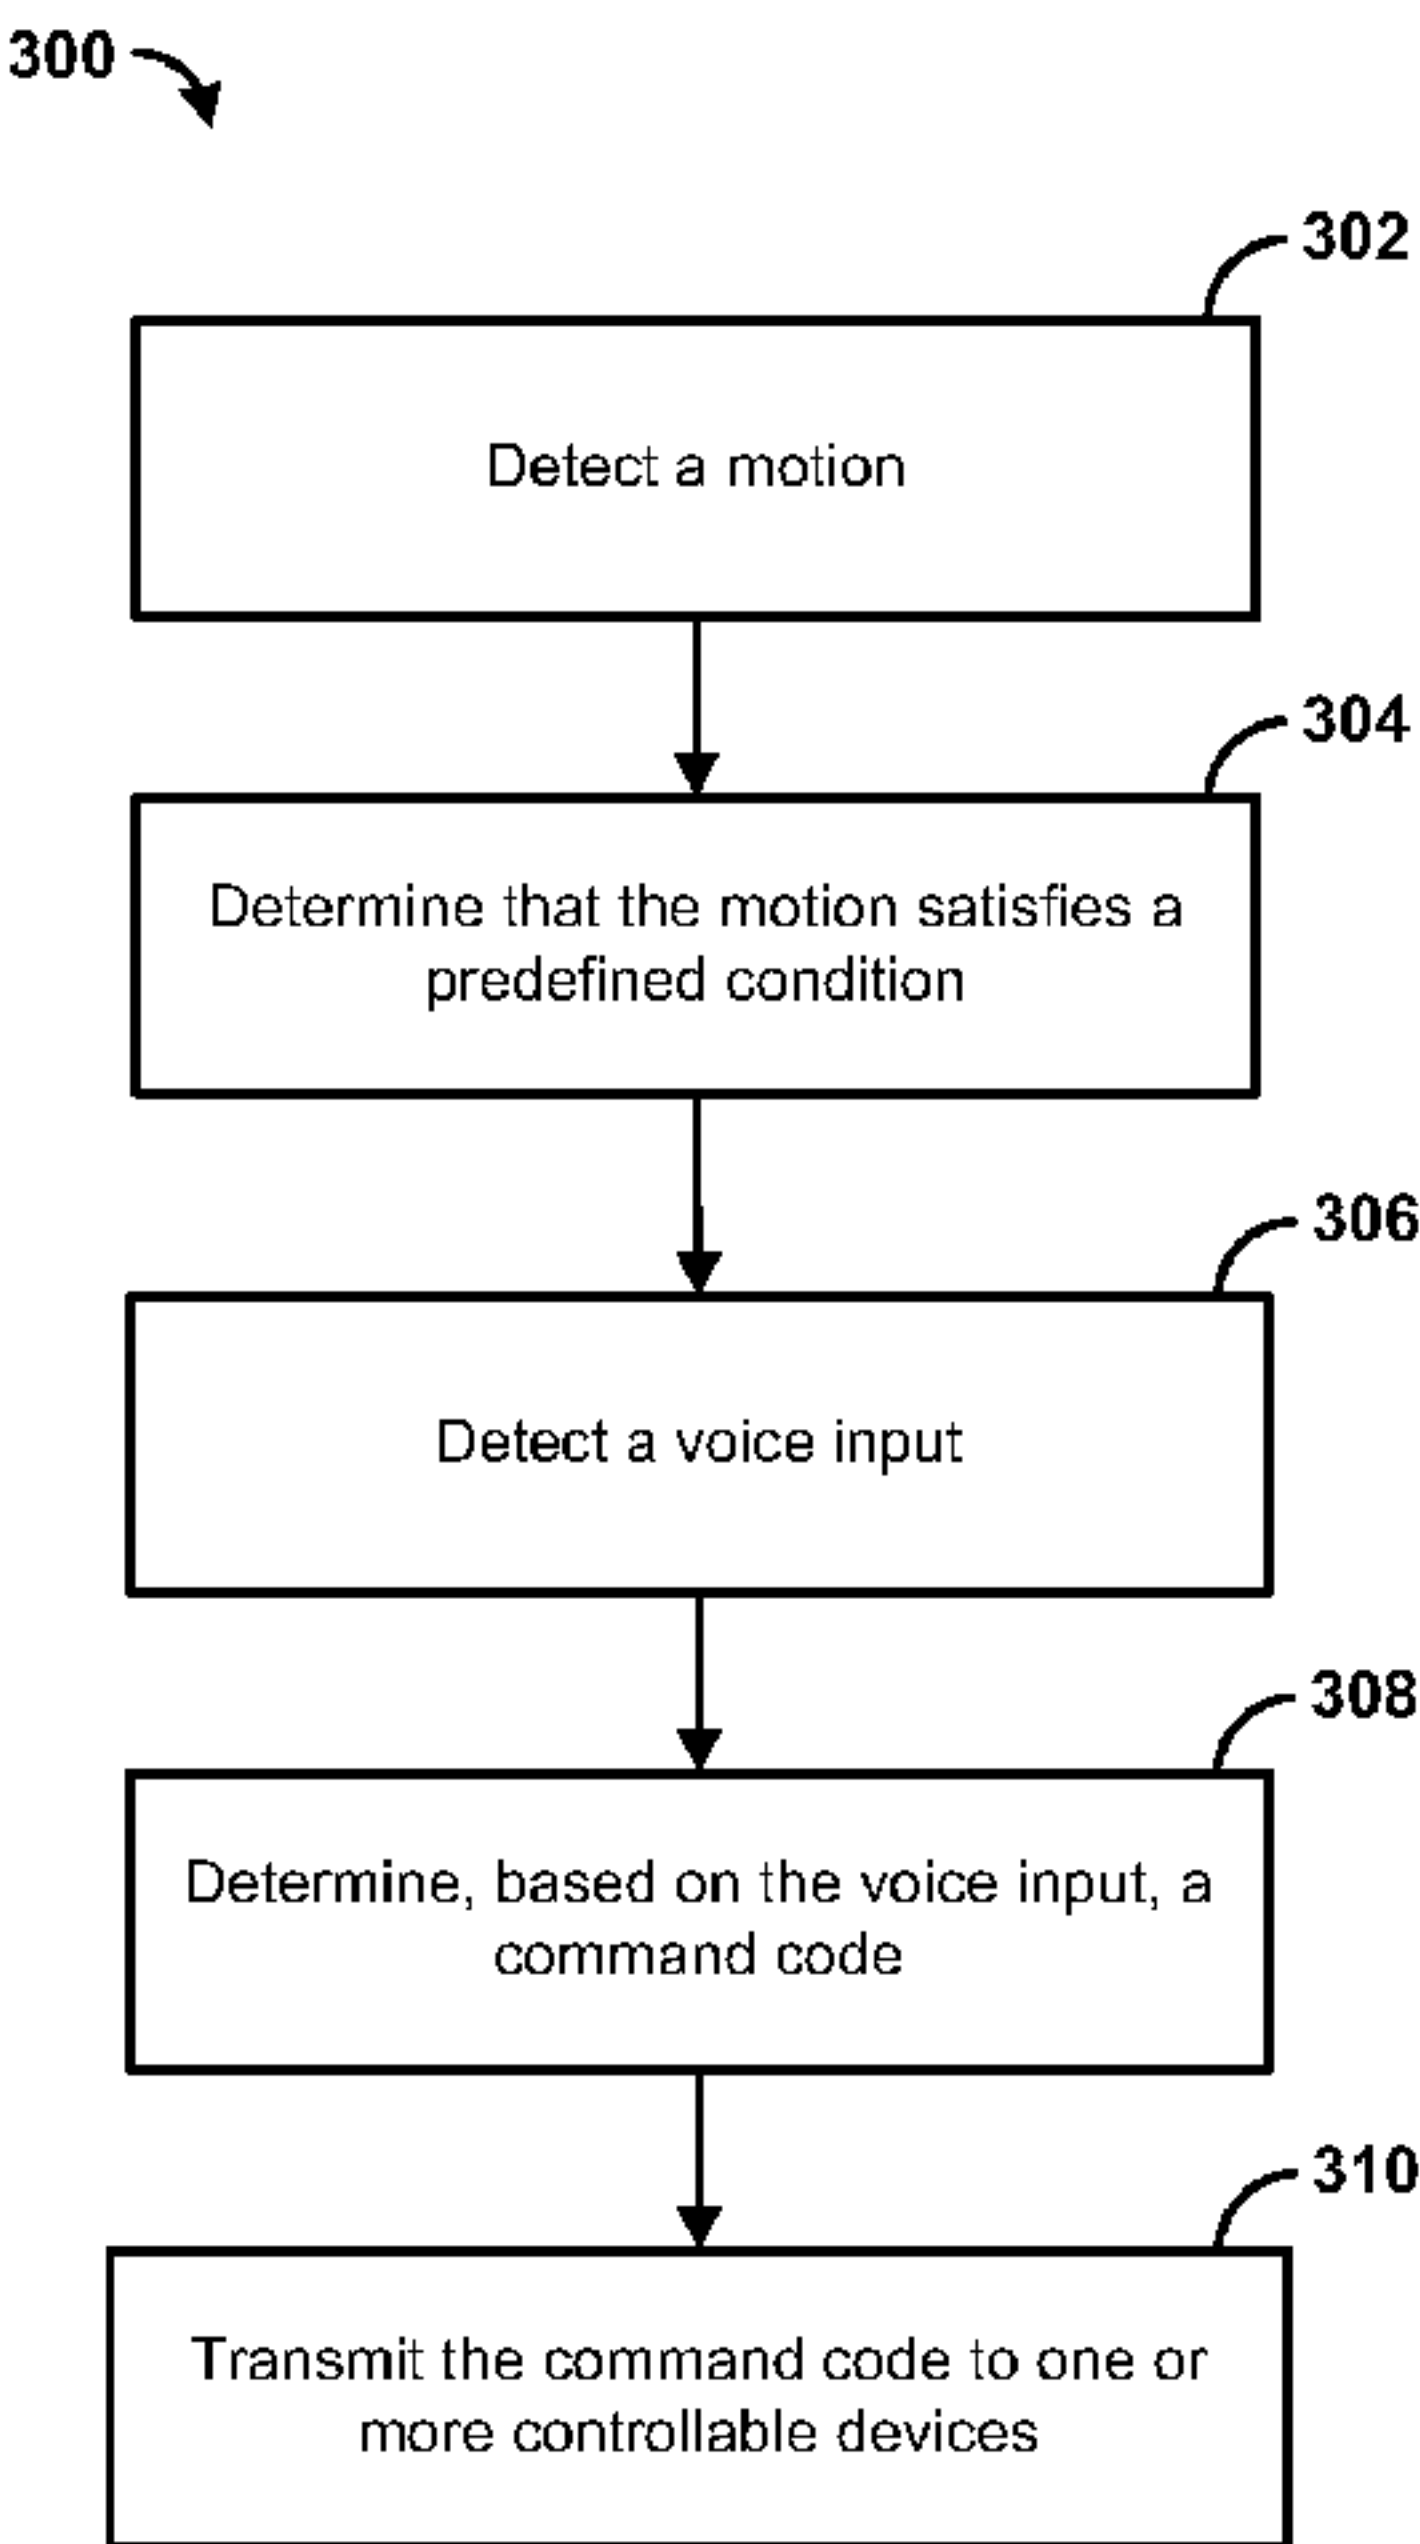 300
302
Detect a motion
304
Determine that the motion satisfies a
predefined condition
306
Detect a voice input
308
Determine, based on the voice input, a
command code
310
Transmit the command code to one or
more controllable devices